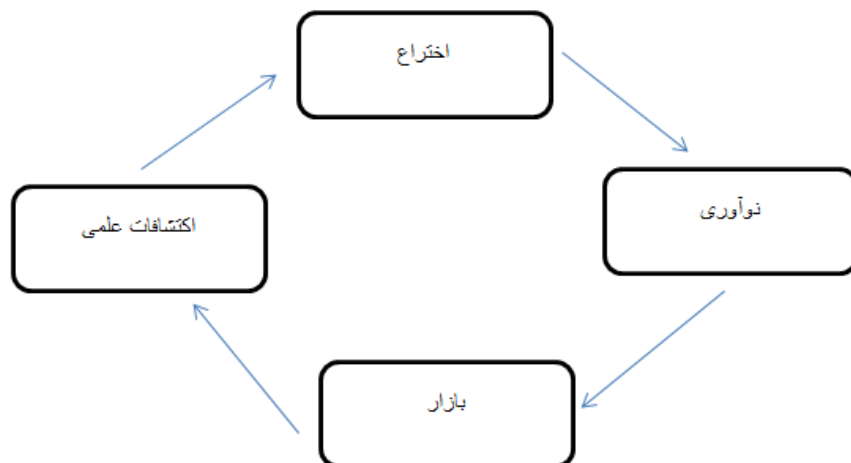 اختراع
نوآوری
اکتشافات علمی
بازار